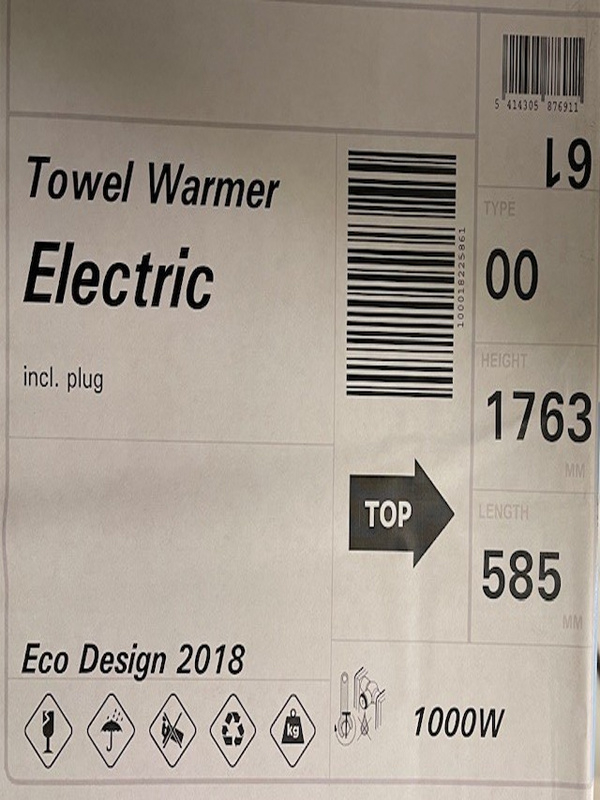 5 414305 876911
61
Towel Warmer
Electric
incl. plug
100018225861
TYPE
00
HEIGHT
1763
MM
TOP
LENGTH
585
MM
Eco Design 2018
kg
1000W